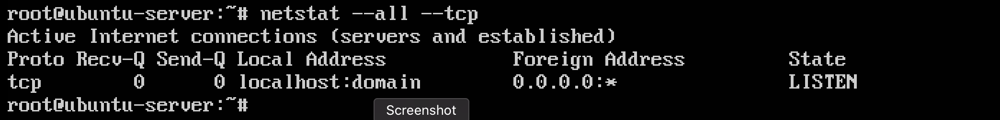 root@ubuntu-server:~# netstat --all --tcp
Active Internet connections (servers and established)
Proto Recv-Q Send-Q Local Address           Foreign Address         State
tcp        0      0 localhost:domain        0.0.0.0:*               LISTEN
root@ubuntu-server:~#
Screenshot